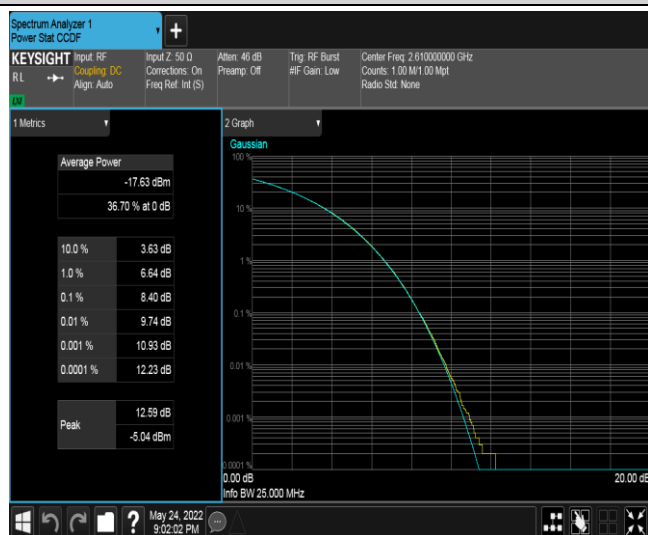 Spectrum Analyzer 1
Power Stat CCDF
+
KEYSIGHT
RL
LXI
Input: RF
Coupling: DC
Align: Auto
Input Z: 50 Ω
Corrections: On
Freq Ref: Int (S)
Atten: 46 dB
Preamp: Off
Trig: RF Burst
#IF Gain: Low
Center Freq: 2.610000000 GHz
Counts: 1.00 M/1.00 Mpt
Radio Std: None
1 Metrics
Average Power
-17.63 dBm
36.70 % at 0 dB
10.0 % 3.63 dB
1.0 % 6.64 dB
0.1 % 8.40 dB
0.01 % 9.74 dB
0.001 % 10.93 dB
0.0001 % 12.23 dB
Peak
12.59 dB
-5.04 dBm
2 Graph
Gaussian
100 %
10 %
1 %
0.1 %
0.01 %
0.001 %
0.0001 %
0.00 dB
20.00 dB
Info BW 25.000 MHz
?
May 24, 2022
9:02:02 PM